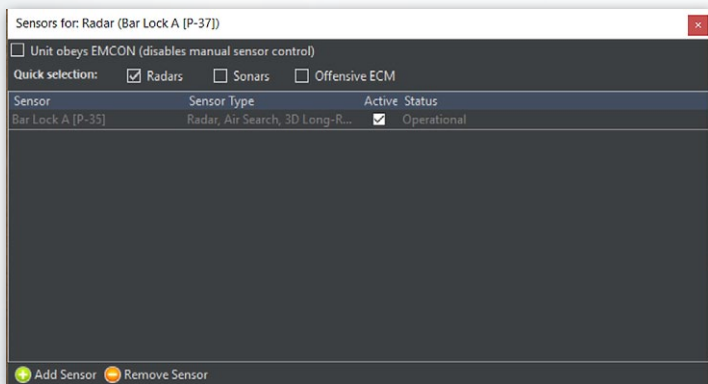 Sensors for: Radar (Bar Lock A [P-37])
Unit obeys EMCON (disables manual sensor control)
Quick selection: Radars Sonars Offensive ECM
Sensor Sensor Type Active Status
Bar Lock A [P-35] Radar, Air Search, 3D Long-R... Operational
Add Sensor Remove Sensor